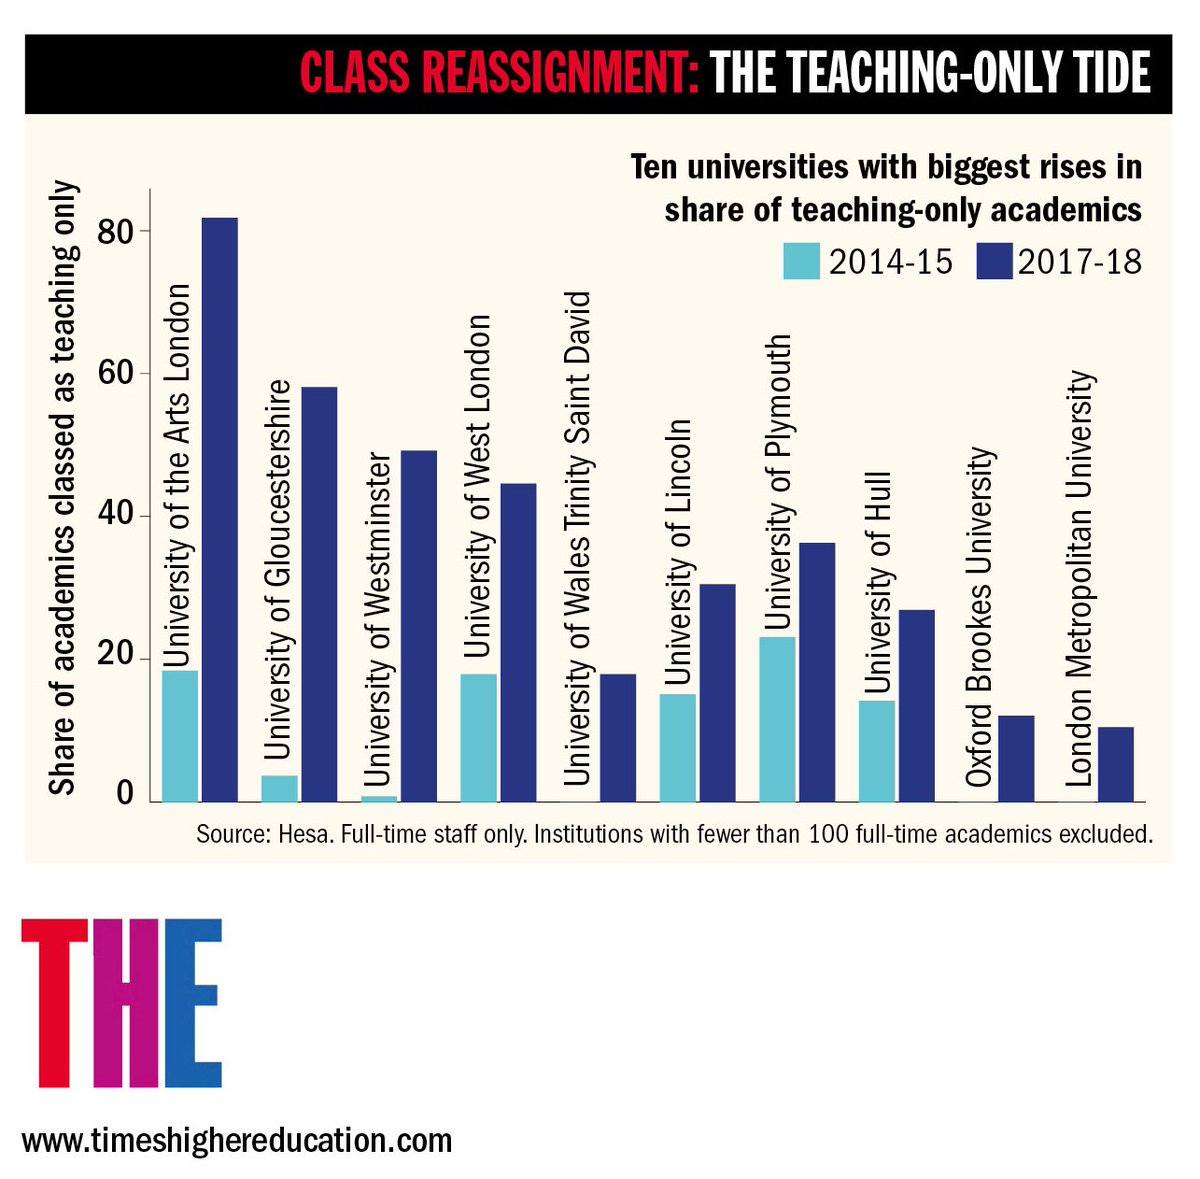 CLASS REASSIGNMENT: THE TEACHING-ONLY TIDE
Ten universities with biggest rises in
share of teaching-only academics
2014-15 2017-18
Share of academics classed as teaching only
80
60
40
20
0
University of the Arts London
University of Gloucestershire
University of Westminster
University of West London
University of Wales Trinity Saint David
University of Lincoln
University of Plymouth
University of Hull
Oxford Brookes University
London Metropolitan University
Source: Hesa. Full-time staff only. Institutions with fewer than 100 full-time academics excluded.
THE
www.timeshighereducation.com